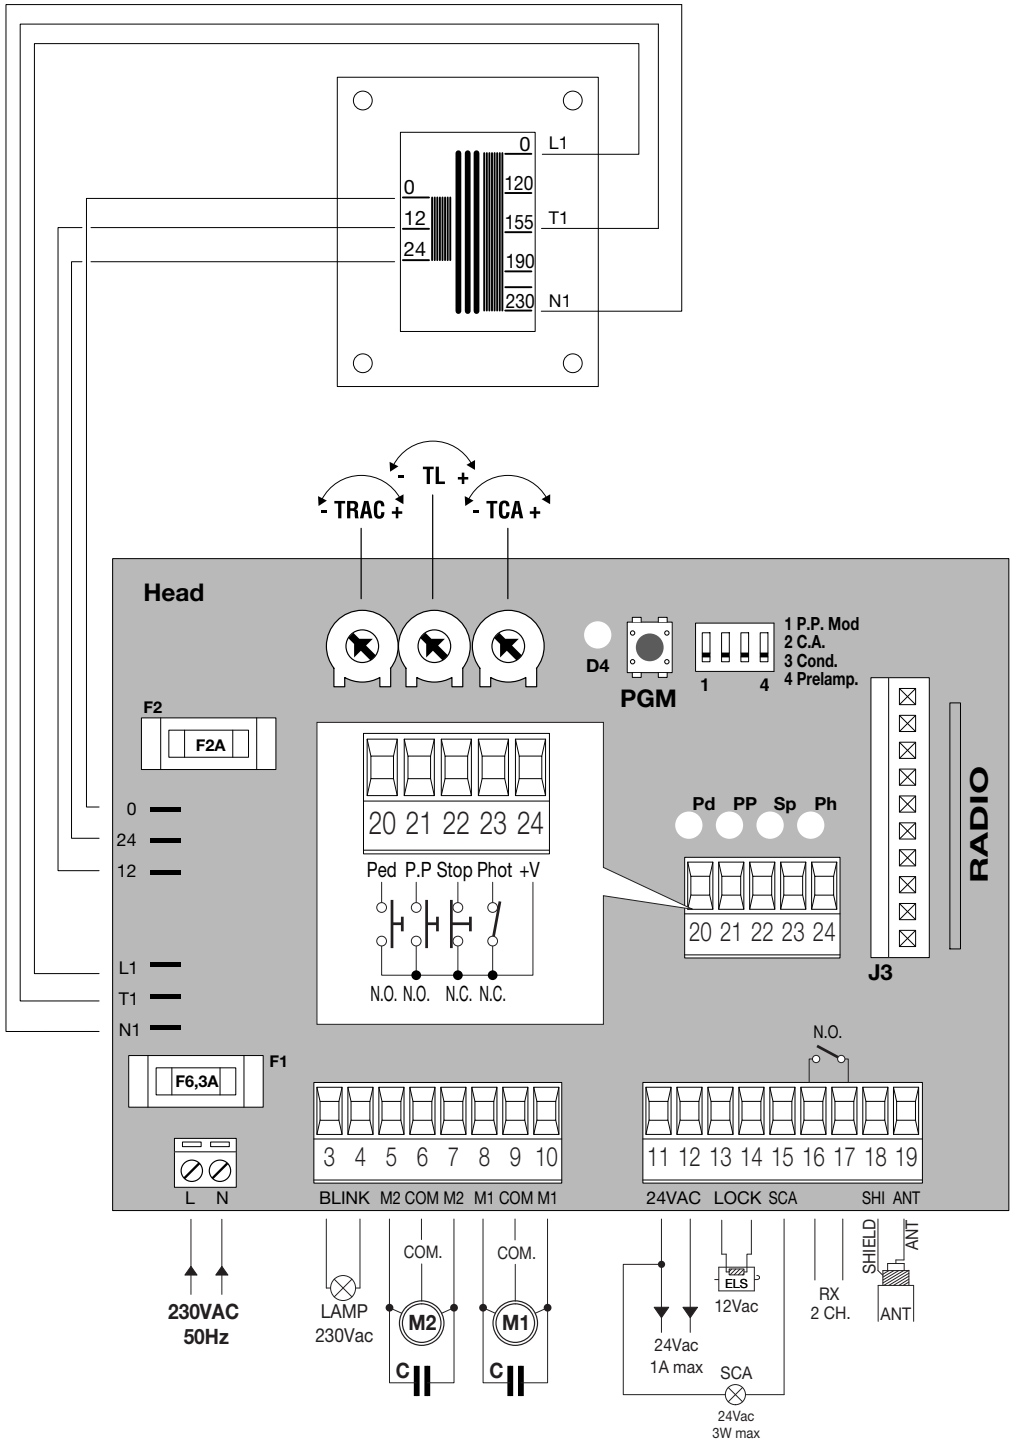 0 L1
120
0
12
155 T1
24
190
230 N1
- TL +
- TRAC +
- TCA +
Head
1 P.P. Mod
2 C.A.
3 Cond.
4 Prelamp.
D4
PGM
1 4
F2
F2A
0
24
12
20 21 22 23 24
Ped P.P Stop Phot +V
N.O. N.O. N.C. N.C.
Pd PP Sp Ph
20 21 22 23 24
RADIO
J3
L1
T1
N1
F1
F6,3A
N.O.
L N
3 4 5 6 7 8 9 10
BLINK M2 COM M2 M1 COM M1
11 12 13 14 15 16 17 18 19
24VAC LOCK SCA SHI ANT
230VAC
50Hz
LAMP
230Vac
COM.
M2
C
COM.
M1
C
24Vac
1A max
ELS
12Vac
SCA
24Vac
3W max
RX
2 CH.
SHIELD
ANT
ANT